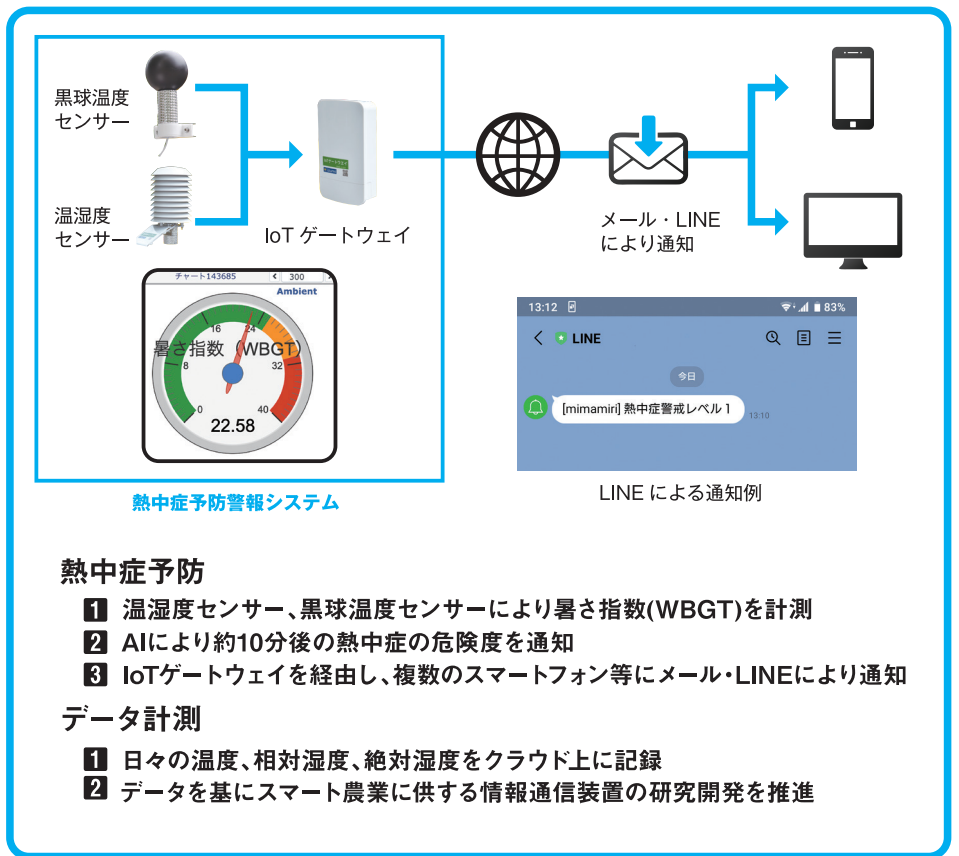 黒球温度
センサー
温湿度
センサー
IoTゲートウェイ
IoT ゲートウェイ
メール・LINE
により通知
チャート143685
300
Ambient
暑さ指数（WBGT）
0
8
16
24
32
40
22.58
熱中症予防警報システム
13:12
83%
LINE
今日
[mimamiri] 熱中症警戒レベル 1
13:10
LINE による通知例
熱中症予防
1 温湿度センサー、黒球温度センサーにより暑さ指数(WBGT)を計測
2 AIにより約10分後の熱中症の危険度を通知
3 IoTゲートウェイを経由し、複数のスマートフォン等にメール・LINEにより通知
データ計測
1 日々の温度、相対湿度、絶対湿度をクラウド上に記録
2 データを基にスマート農業に供する情報通信装置の研究開発を推進